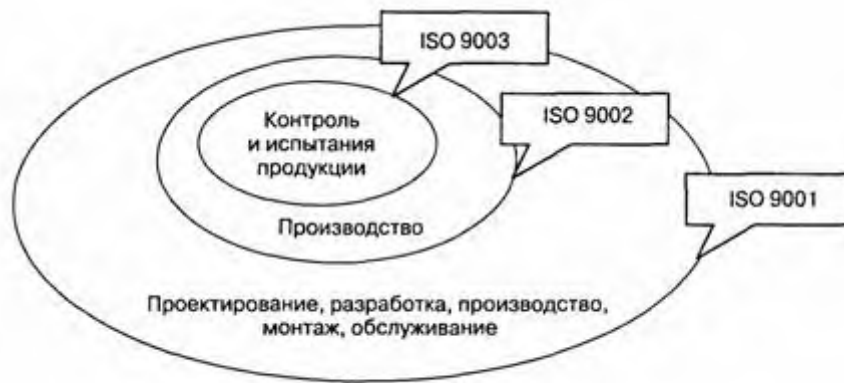 ISO 9003
Контроль
и испытания
продукции
ISO 9002
ISO 9001
Производство
Проектирование, разработка, производство,
монтаж, обслуживание